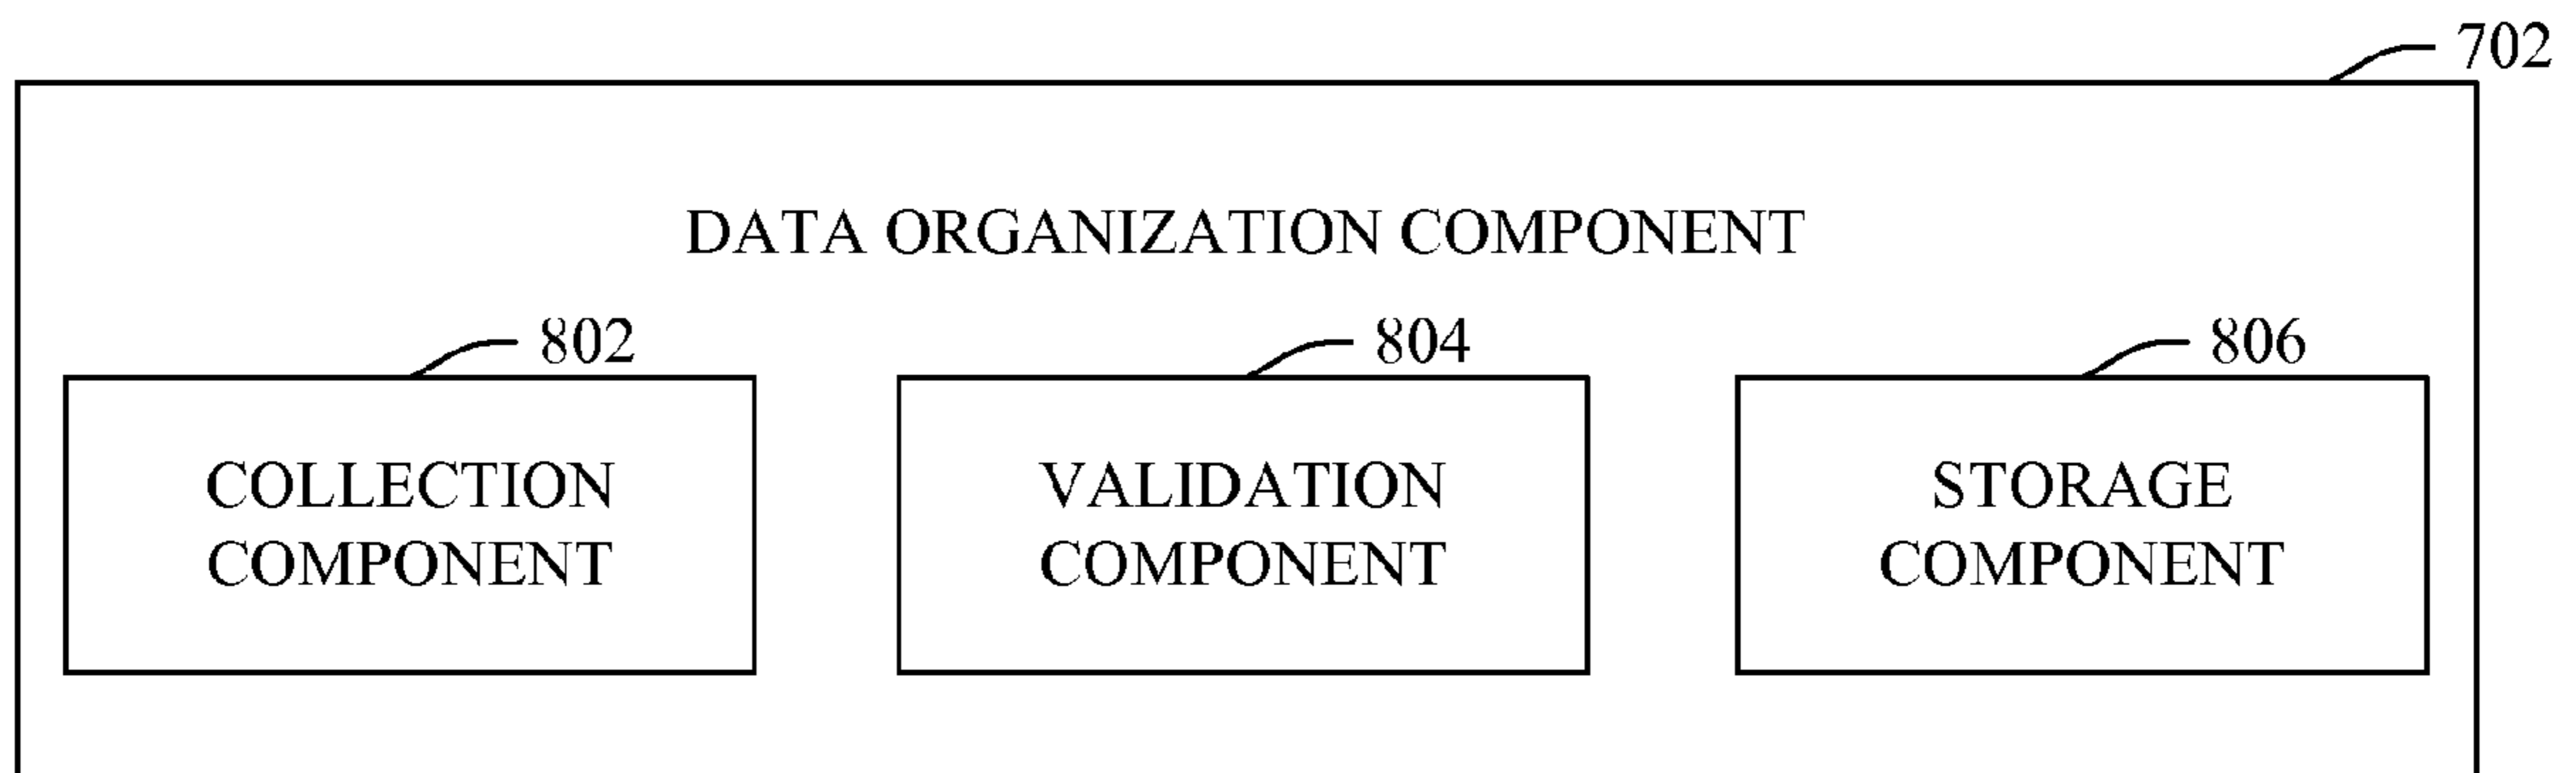 702
DATA ORGANIZATION COMPONENT
802
804
806
COLLECTION
COMPONENT
VALIDATION
COMPONENT
STORAGE
COMPONENT